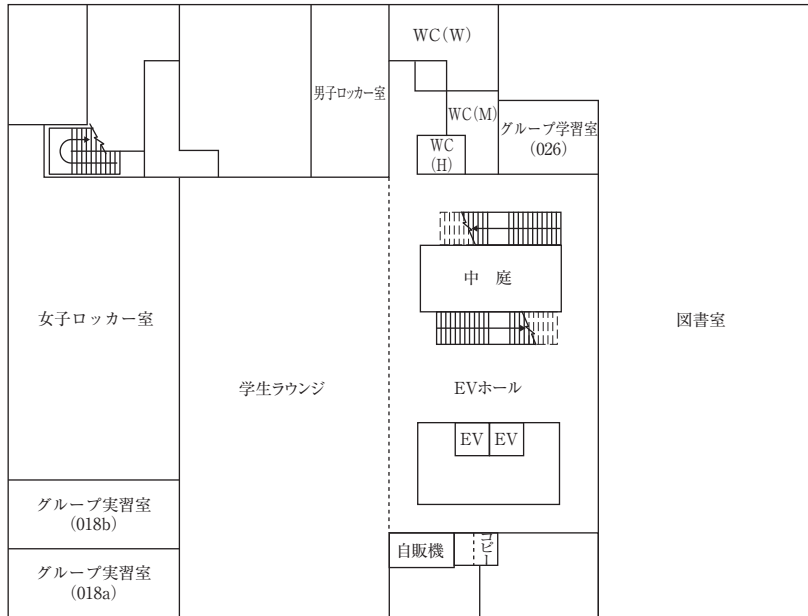 WC(W)
男子ロッカー室
WC(M)
グループ学習室
(026)
WC
(H)
中 庭
女子ロッカー室
図書室
学生ラウンジ
EVホール
EV
EV
グループ実習室
(018b)
自販機
コピー
グループ実習室
(018a)